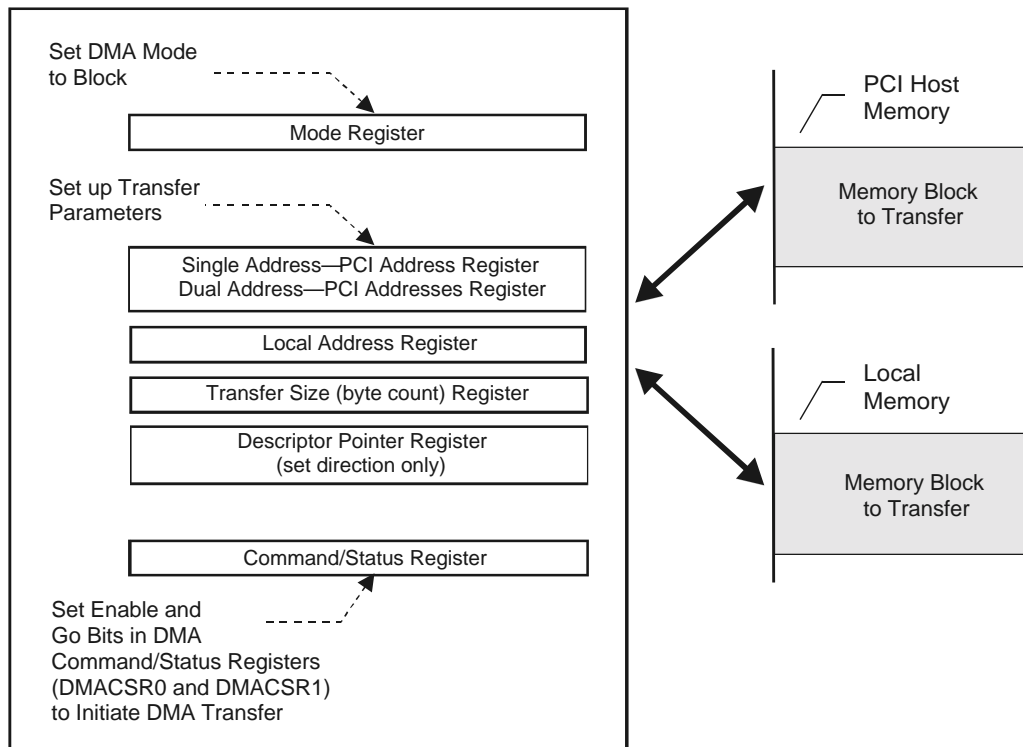 Set DMA Mode
to Block
Mode Register
Set up Transfer
Parameters
Single Address—PCI Address Register
Dual Address—PCI Addresses Register
Local Address Register
Transfer Size (byte count) Register
Descriptor Pointer Register
(set direction only)
Command/Status Register
Set Enable and
Go Bits in DMA
Command/Status Registers
(DMACSR0 and DMACSR1)
to Initiate DMA Transfer
PCI Host
Memory
Memory Block
to Transfer
Local
Memory
Memory Block
to Transfer